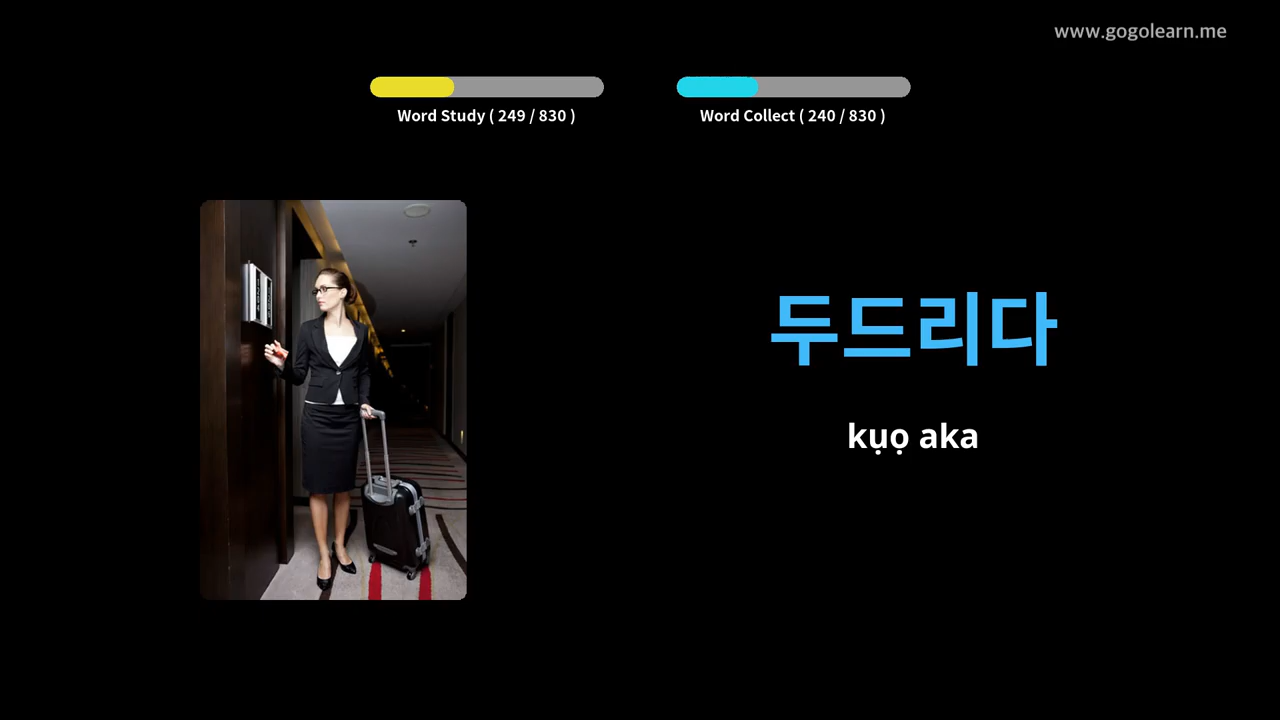 www.gogolearn.me
Word Study ( 249 / 830 )
Word Collect ( 240 / 830 )
두드리다
kụọ aka